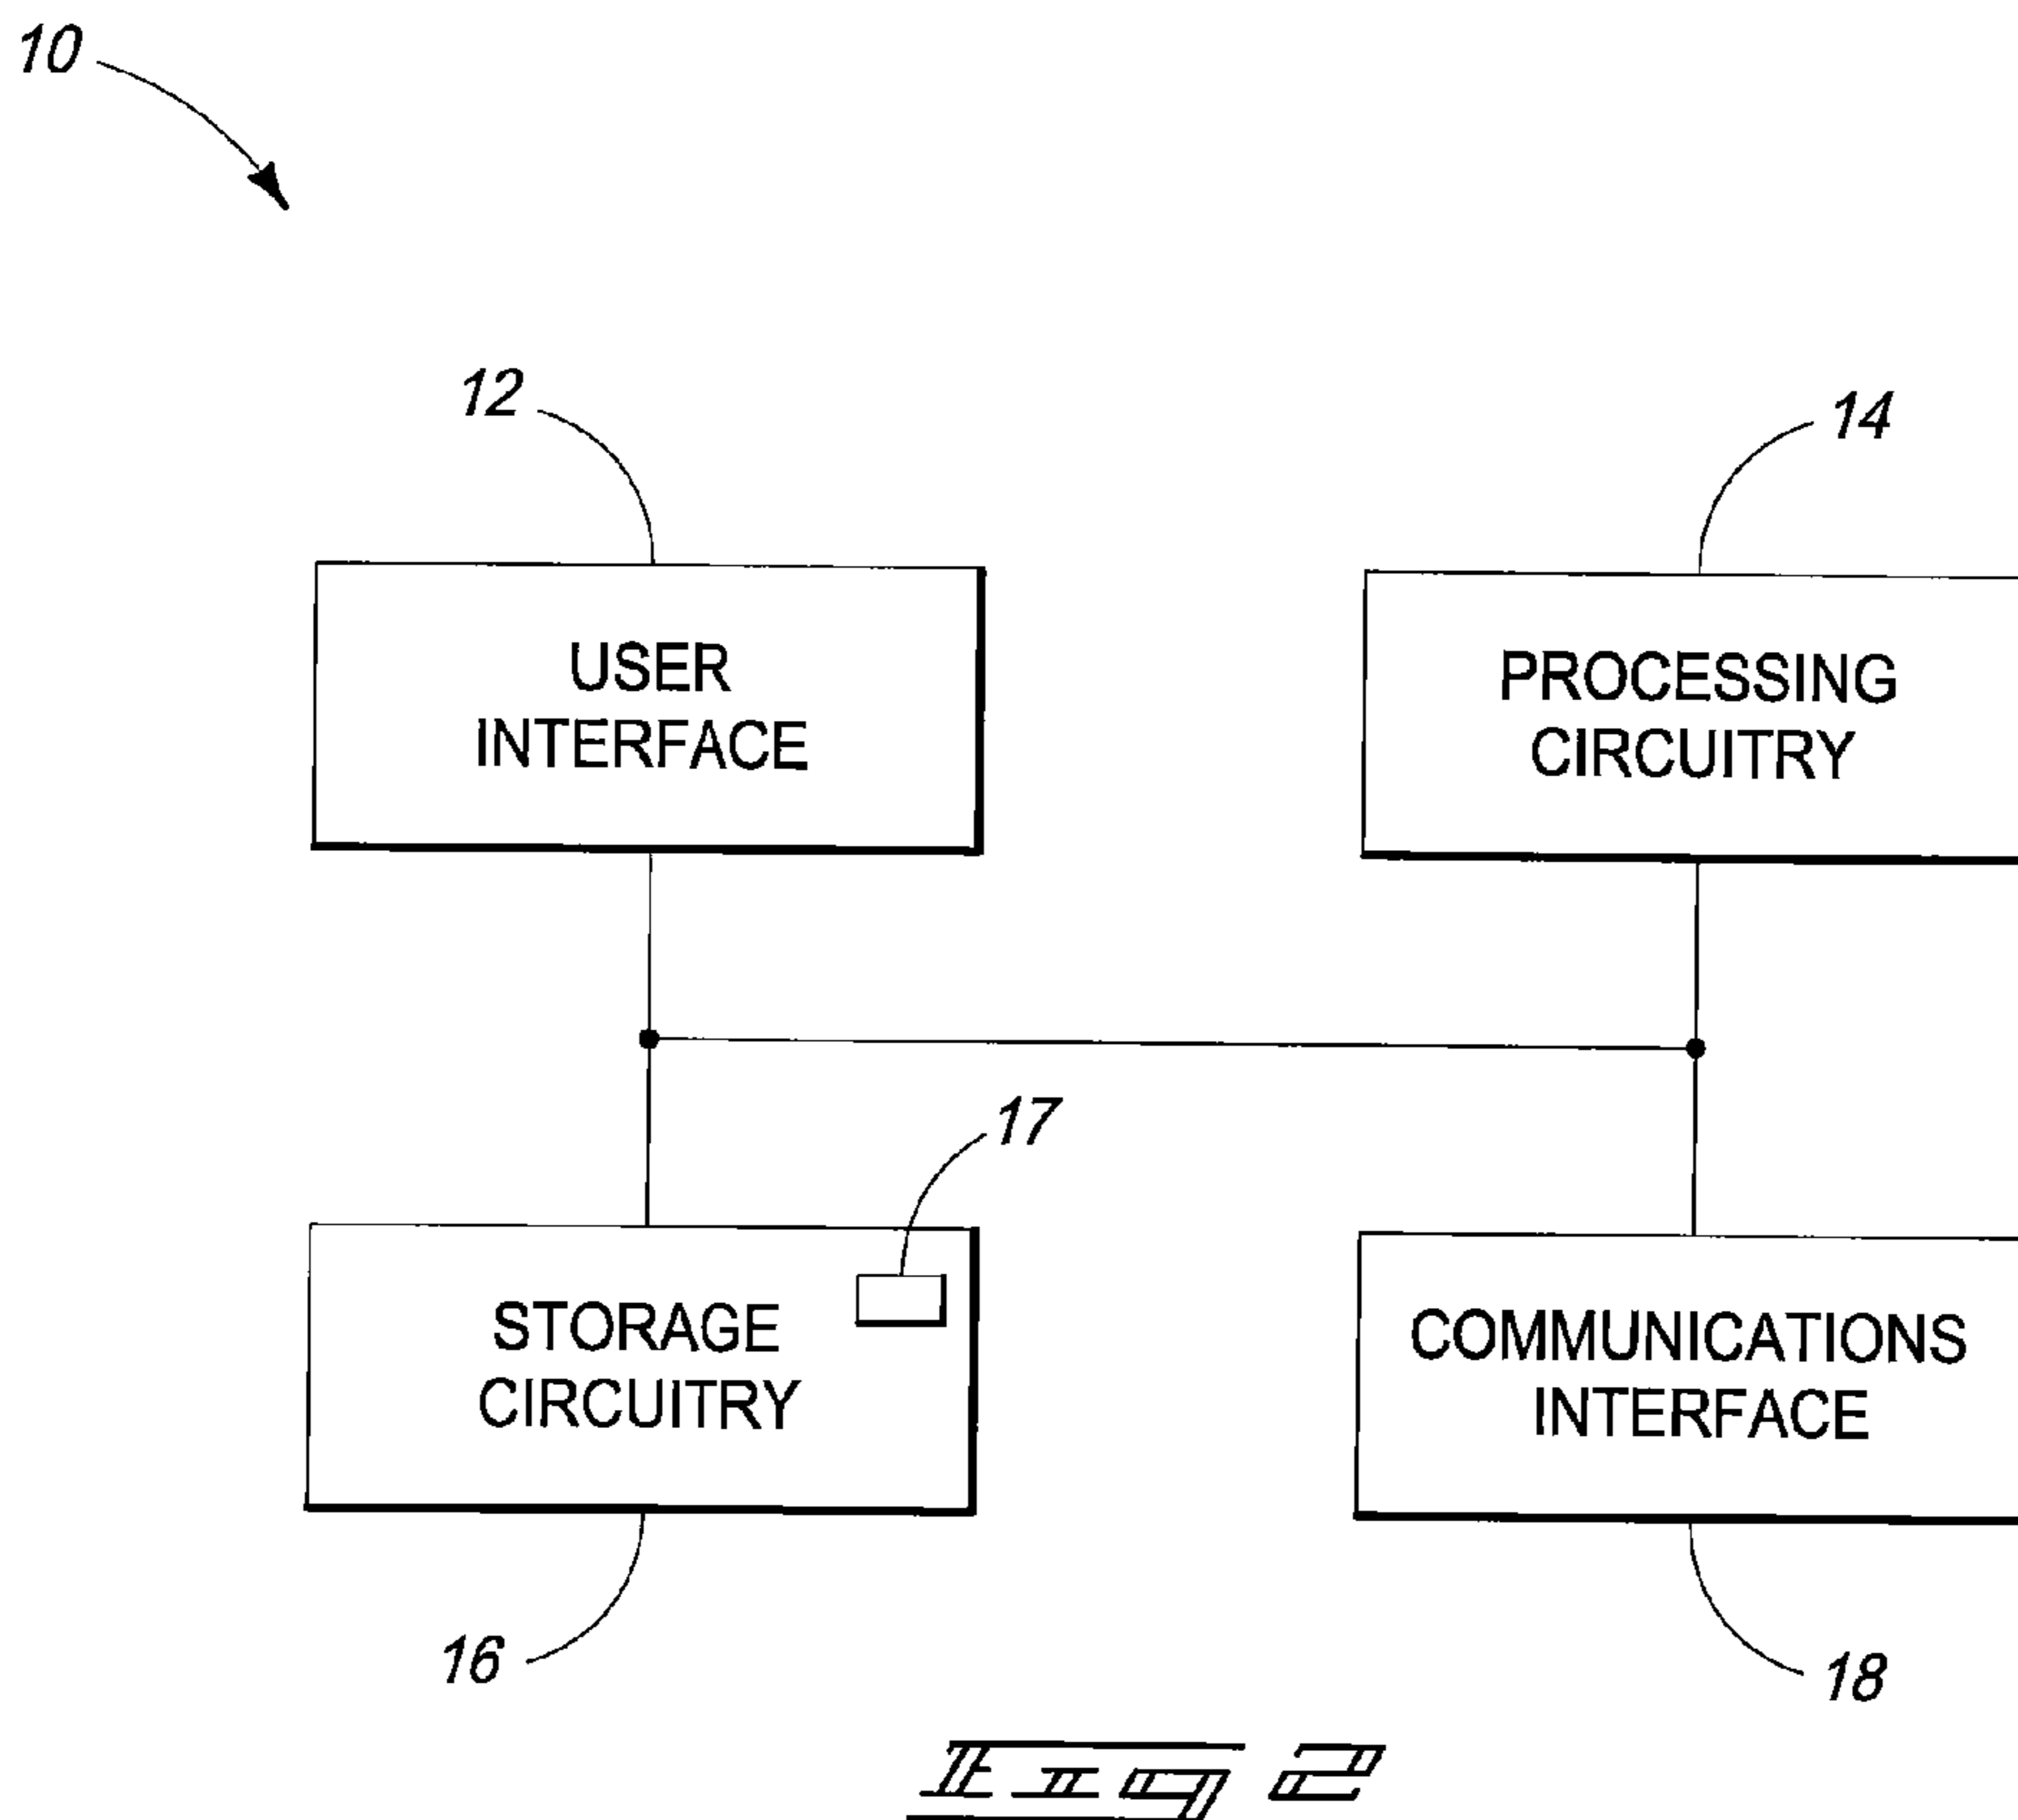 10
12
14
USER
INTERFACE
PROCESSING
CIRCUITRY
17
STORAGE
CIRCUITRY
COMMUNICATIONS
INTERFACE
16
18
Fig 2